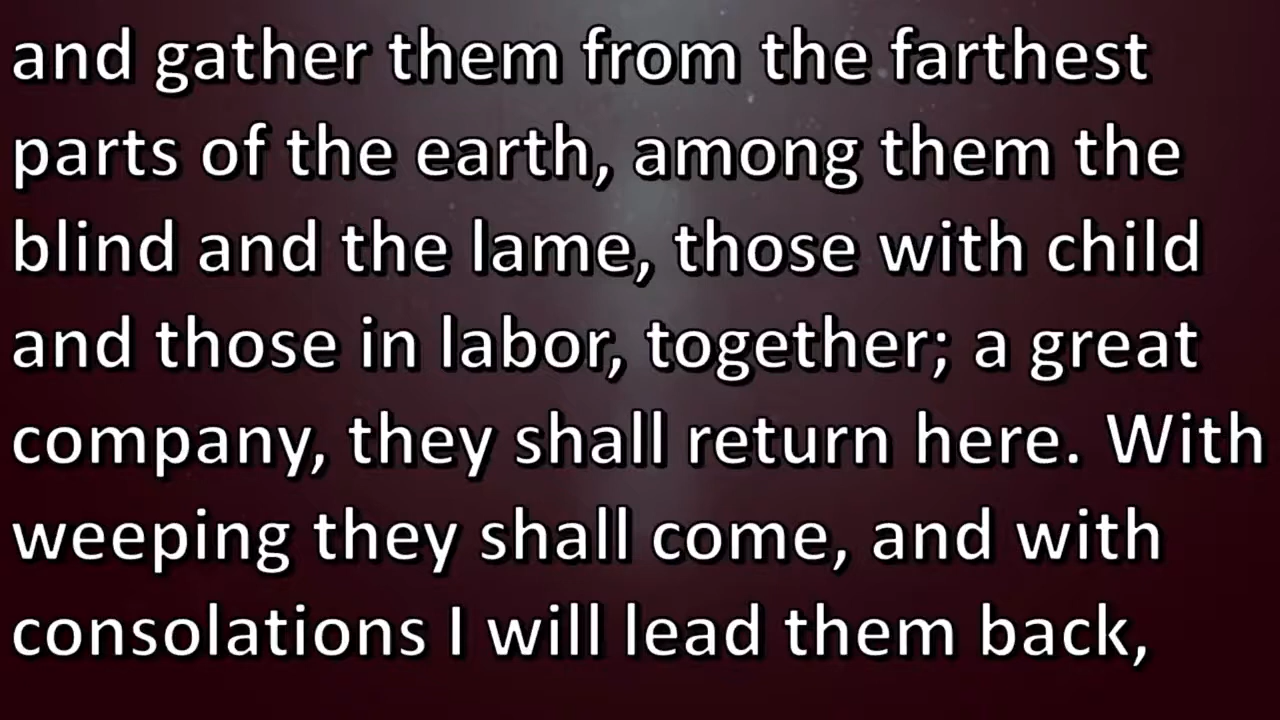 and gather them from the farthest
parts of the earth, among them the
blind and the lame, those with child
and those in labor, together; a great
company, they shall return here. With
weeping they shall come, and with
consolations I will lead them back,